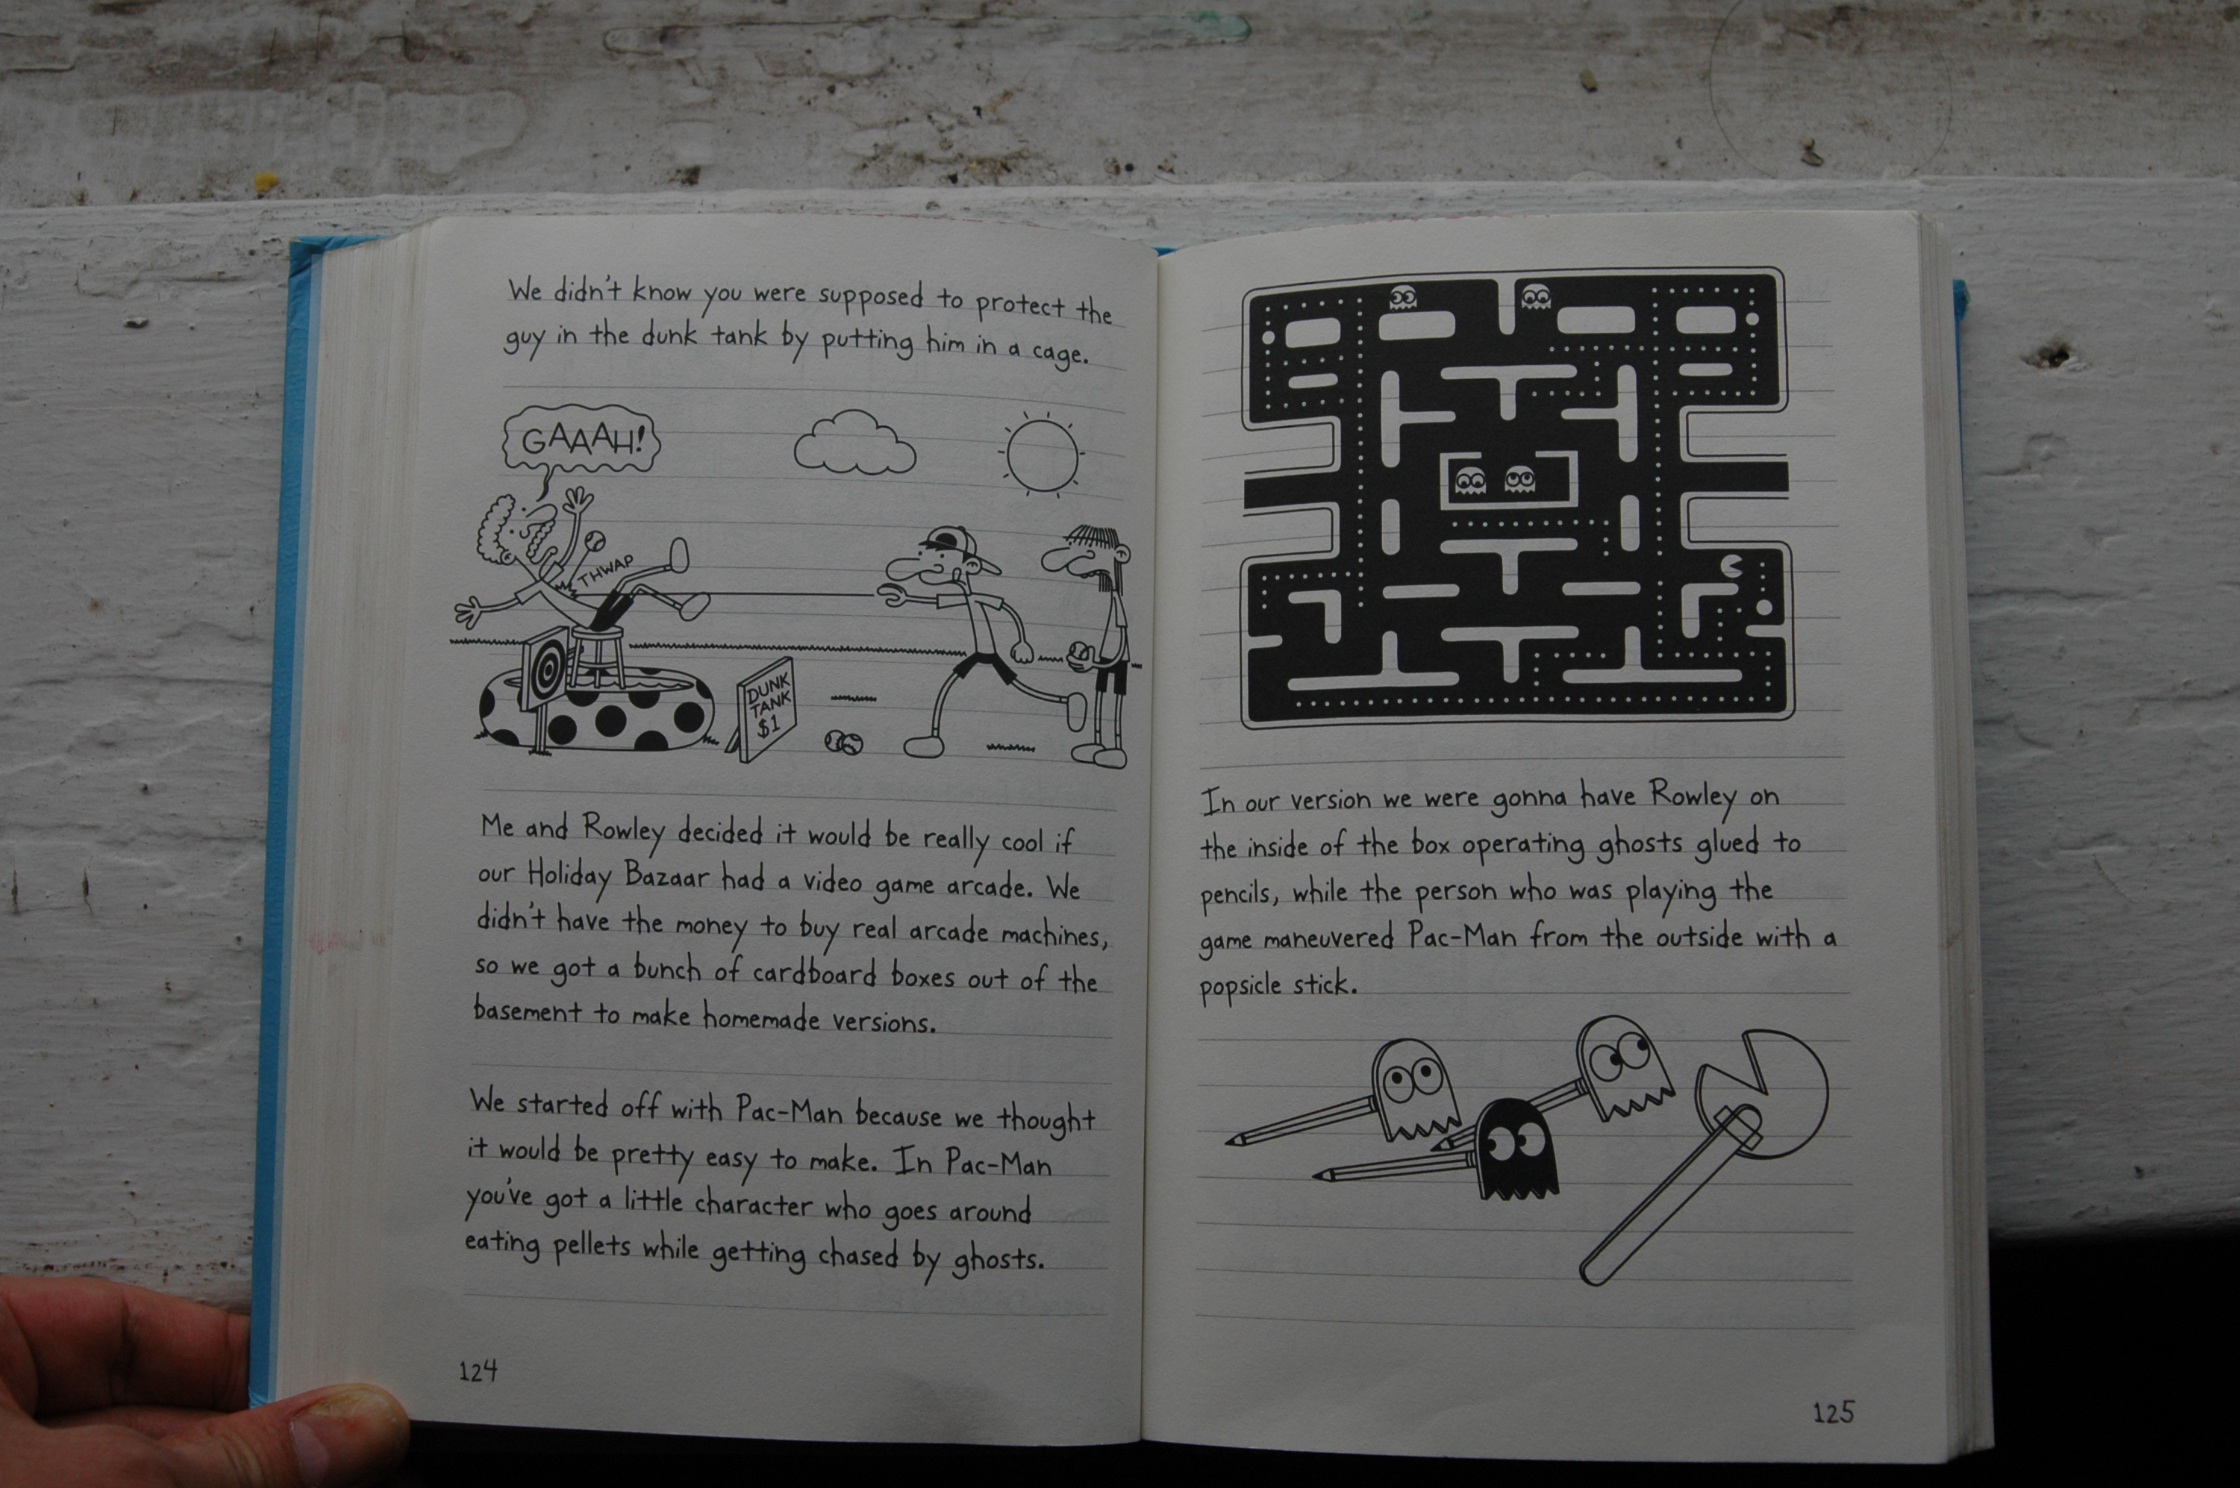 We didn't know you were supposed to protect the
guy in the dunk tank by putting him in a cage.
GAAAH!
THWAP
DUNK
TANK
$1
Me and Rowley decided it would be really cool if
our Holiday Bazaar had a video game arcade. We
didn't have the money to buy real arcade machines,
so we got a bunch of cardboard boxes out of the
basement to make homemade versions.
We started off with Pac-Man because we thought
it would be pretty easy to make. In Pac-Man
you've got a little character who goes around
eating pellets while getting chased by ghosts.
124
In our version we were gonna have Rowley on
the inside of the box operating ghosts glued to
pencils, while the person who was playing the
game maneuvered Pac-Man from the outside with a
popsicle stick.
125